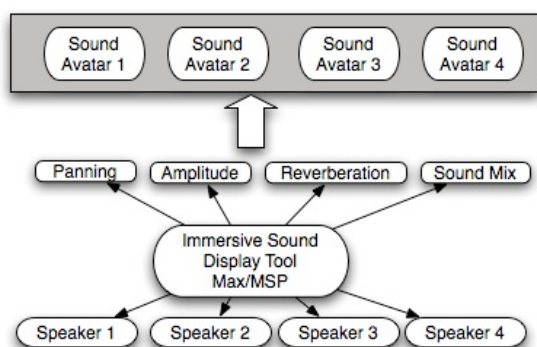 Sound
Avatar 1
Sound
Avatar 2
Sound
Avatar 3
Sound
Avatar 4
Panning
Amplitude
Reverberation
Sound Mix
Immersive Sound
Display Tool
Max/MSP
Speaker 1
Speaker 2
Speaker 3
Speaker 4